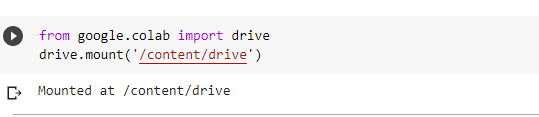 from google.colab import drive
drive.mount('/content/drive')
Mounted at /content/drive